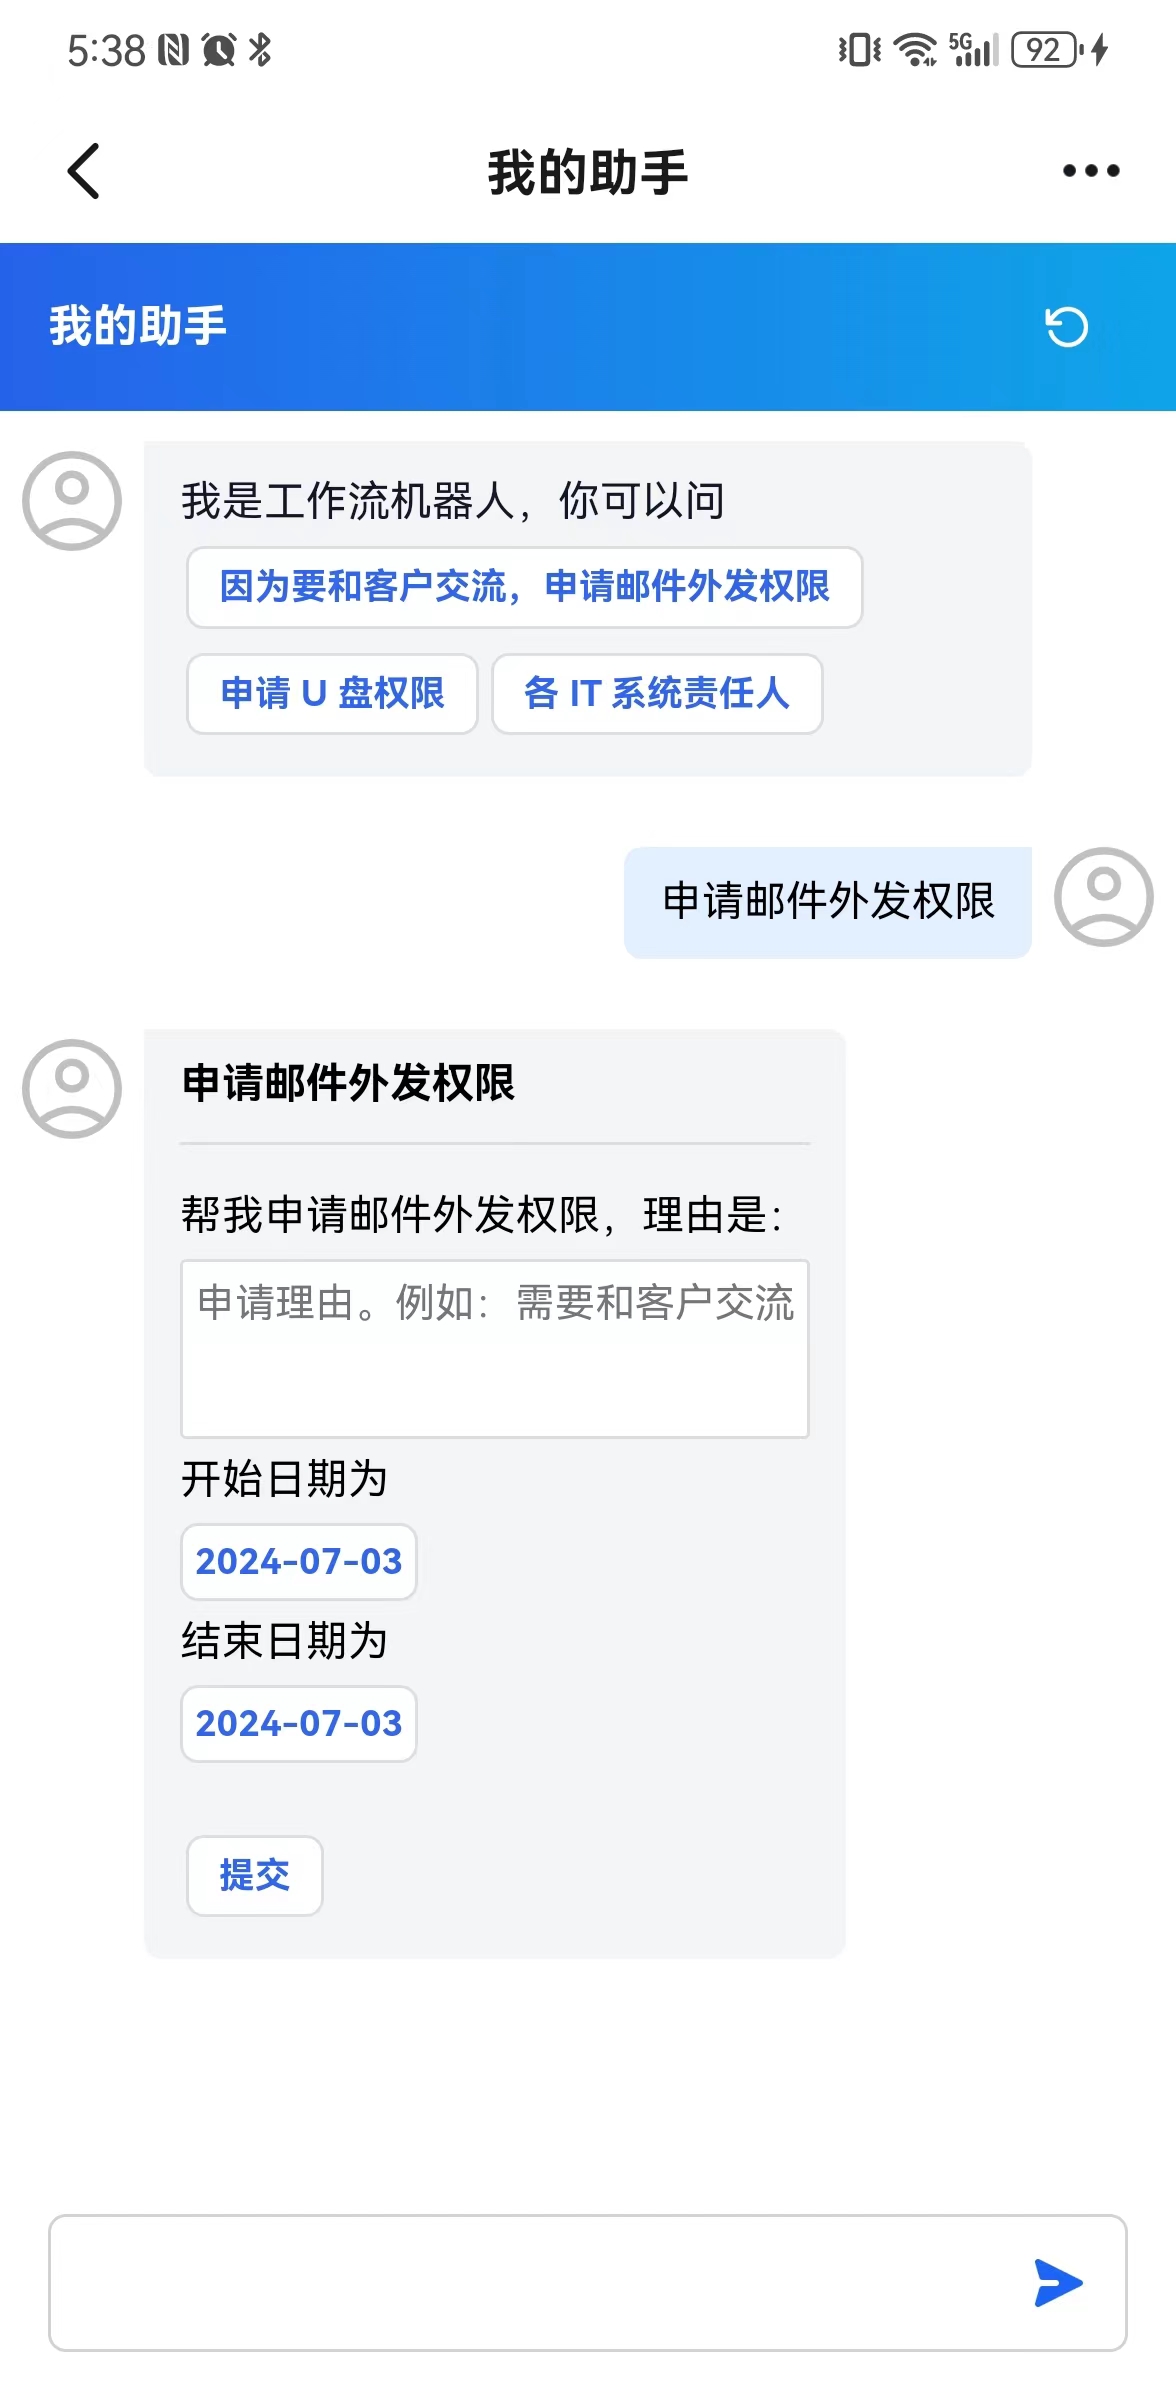 5:38
5G
92
我的助手
我的助手
我是工作流机器人，你可以问
因为要和客户交流，申请邮件外发权限
申请 U 盘权限
各 IT 系统责任人
申请邮件外发权限
申请邮件外发权限
帮我申请邮件外发权限，理由是：
申请理由。例如：需要和客户交流
开始日期为
2024-07-03
结束日期为
2024-07-03
提交